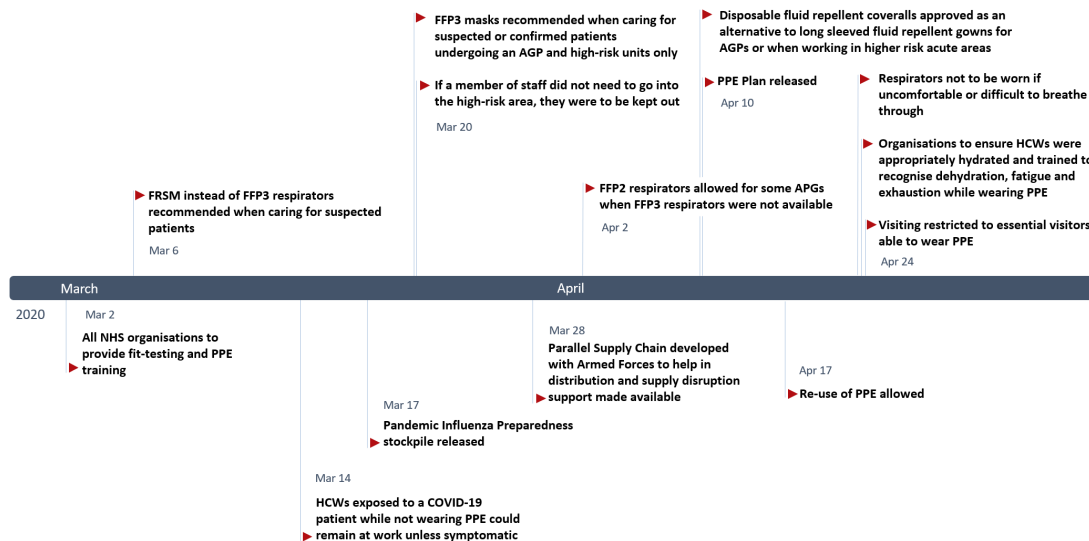 FFP3 masks recommended when caring for
suspected or confirmed patients
undergoing an AGP and high-risk units only
If a member of staff did not need to go into
the high-risk area, they were to be kept out
Mar 20
Disposable fluid repellent coveralls approved as an
alternative to long sleeved fluid repellent gowns for
AGPs or when working in higher risk acute areas
PPE Plan released
Apr 10
Respirators not to be worn if
uncomfortable or difficult to breathe
through
Organisations to ensure HCWs were
appropriately hydrated and trained to
recognise dehydration, fatigue and
exhaustion while wearing PPE
Visiting restricted to essential visitors
able to wear PPE
Apr 24
FRSM instead of FFP3 respirators
recommended when caring for suspected
patients
Mar 6
FFP2 respirators allowed for some APGs
when FFP3 respirators were not available
Apr 2
March
April
2020
Mar 2
All NHS organisations to
provide fit-testing and PPE
training
Mar 28
Parallel Supply Chain developed
with Armed Forces to help in
distribution and supply disruption
support made available
Apr 17
Re-use of PPE allowed
Mar 17
Pandemic Influenza Preparedness
stockpile released
Mar 14
HCWs exposed to a COVID-19
patient while not wearing PPE could
remain at work unless symptomatic